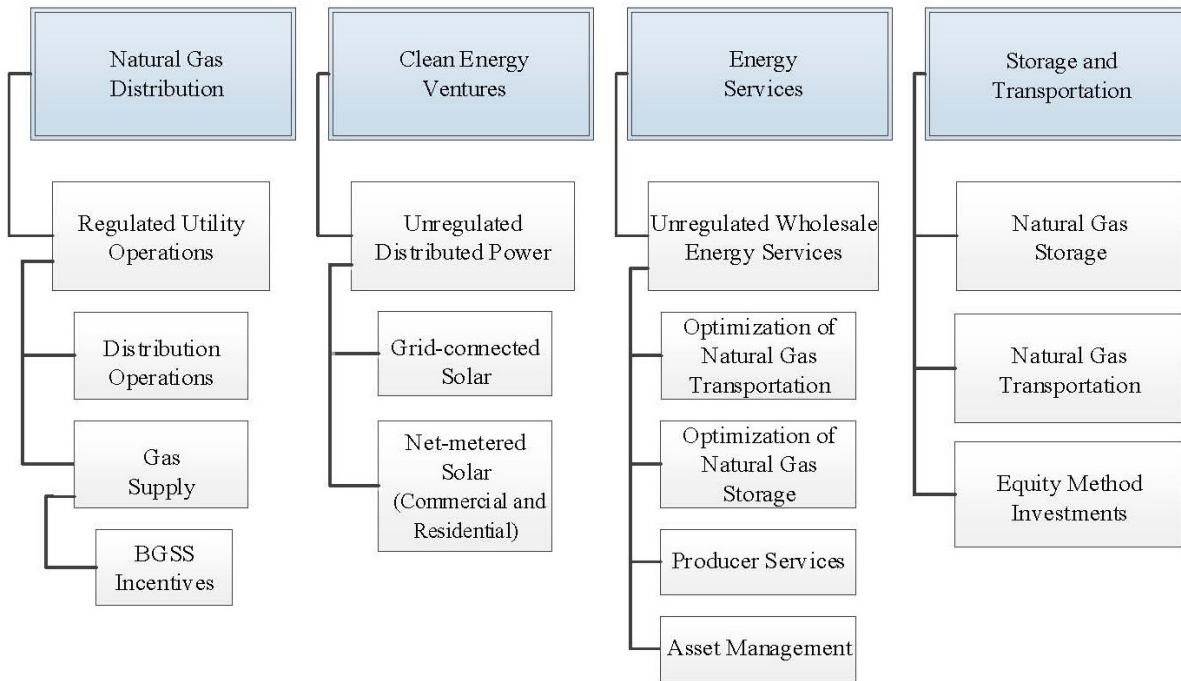 Natural Gas
Distribution
Regulated Utility
Operations
Distribution
Operations
Gas
Supply
BGSS
Incentives
Clean Energy
Ventures
Unregulated
Distributed Power
Grid-connected
Solar
Net-metered
Solar
(Commercial and
Residential)
Energy
Services
Unregulated Wholesale
Energy Services
Optimization of
Natural Gas
Transportation
Optimization of
Natural Gas
Storage
Producer Services
Asset Management
Storage and
Transportation
Natural Gas
Storage
Natural Gas
Transportation
Equity Method
Investments